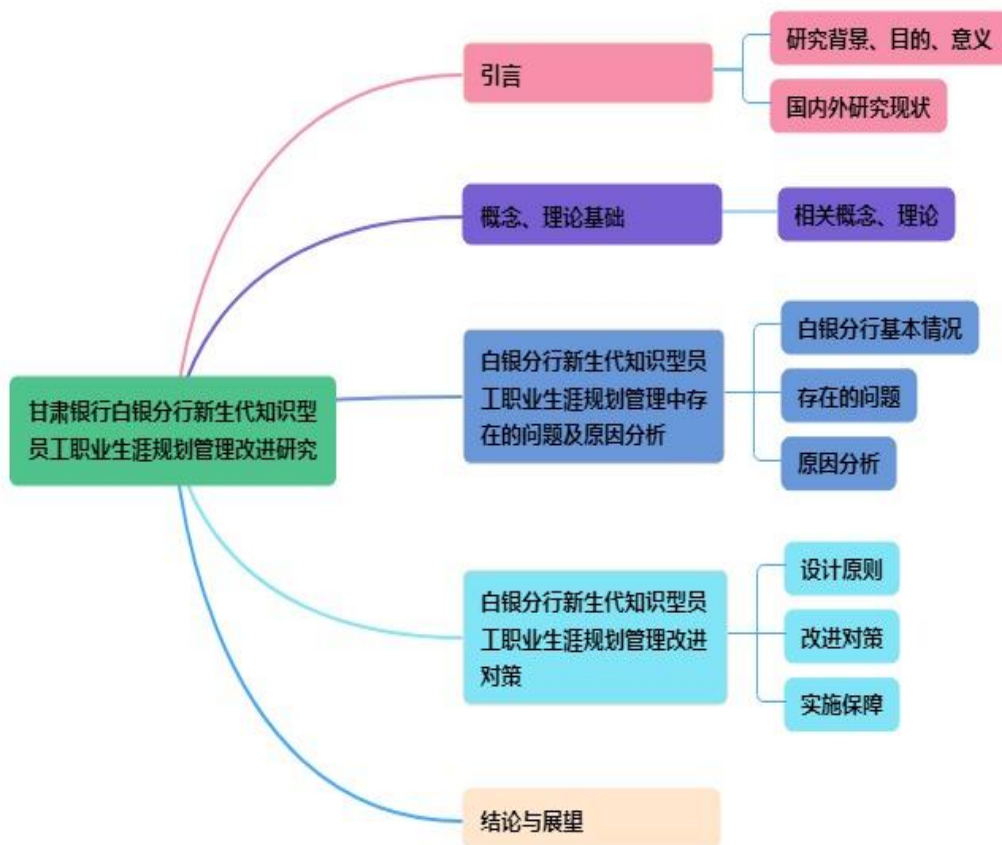 甘肃银行白银分行新生代知识型
员工职业生涯规划管理改进研究
引言
研究背景、目的、意义
国内外研究现状
概念、理论基础
相关概念、理论
白银分行新生代知识型员
工职业生涯规划管理中存
在的问题及原因分析
白银分行基本情况
存在的问题
原因分析
白银分行新生代知识型员
工职业生涯规划管理改进
对策
设计原则
改进对策
实施保障
结论与展望